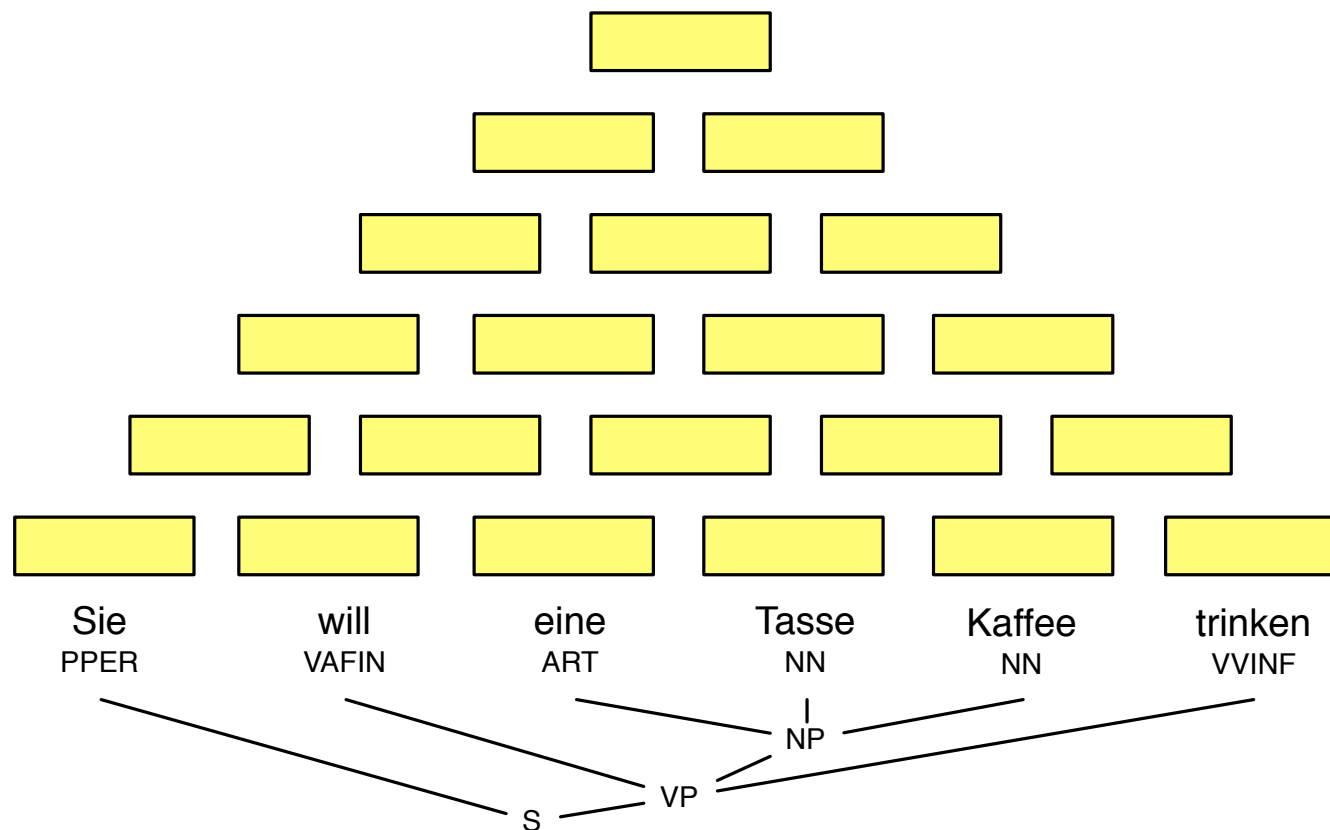 Sie will eine Tasse Kaffee trinken
PPER VAFIN ART NN NN VVINF
NP
VP
S